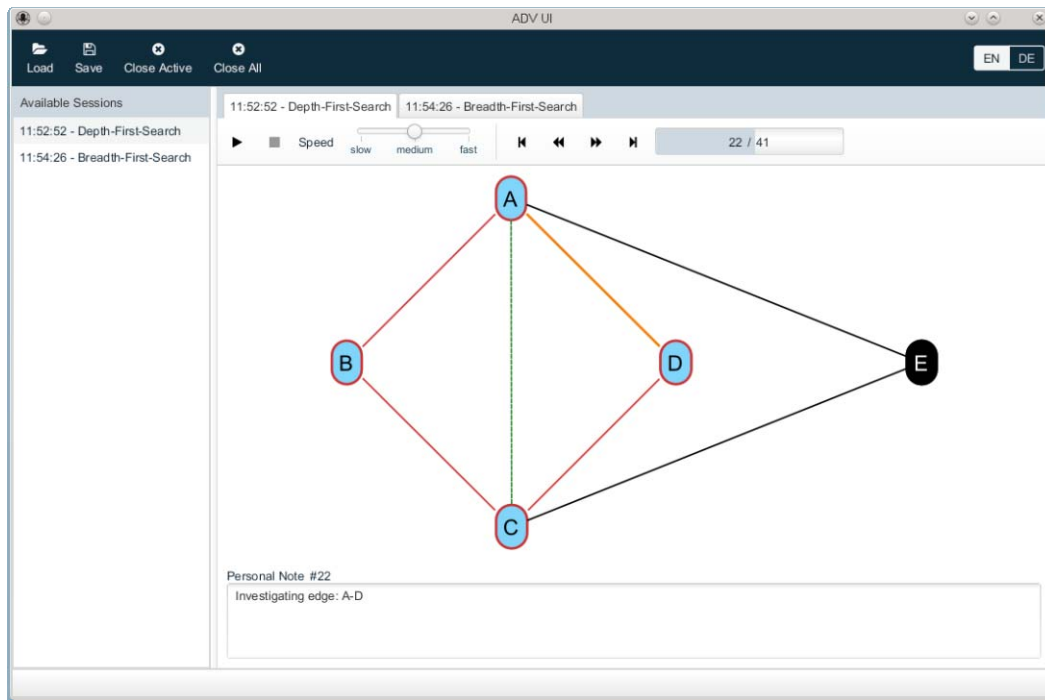 ADV UI
Load Save Close Active Close All EN DE
Available Sessions
11:52:52 - Depth-First-Search
11:54:26 - Breadth-First-Search
11:52:52 - Depth-First-Search 11:54:26 - Breadth-First-Search
Speed slow medium fast 22 / 41
A
B D E
C
Personal Note #22
Investigating edge: A-D